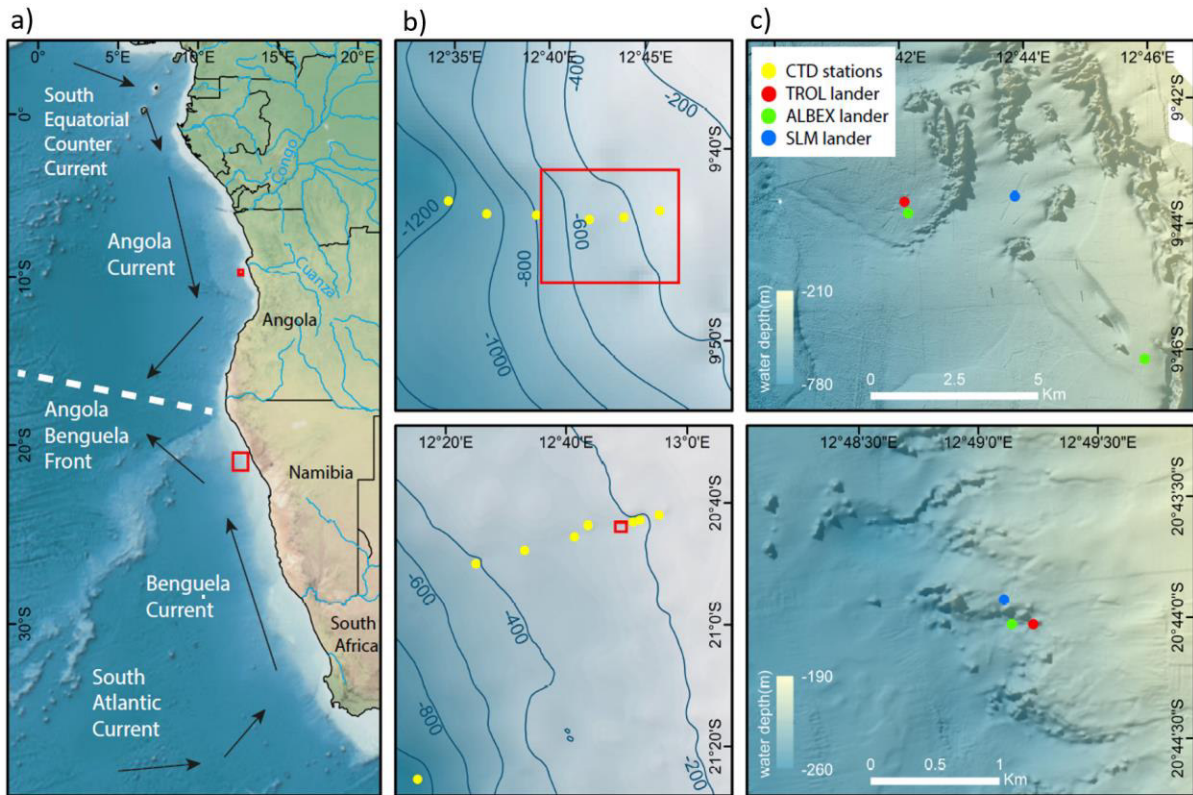 a)
0°
5°E
10°E
15°E
20°E
South
Equatorial
Counter
Current
0°
Congo
Angola
Current
10°S
Cuanza
Angola
Angola
Benguela
Front
20°S
Namibia
Benguela
Current
30°S
South
Africa
South
Atlantic
Current
b)
12°35'E
12°40'E
12°45'E
-400
-200
9°40'S
-1200
-600
-800
-1000
9°50'S
12°20'E
12°40'E
13°0'E
20°40'S
-600
-400
21°0'S
-800
21°20'S
-200
c)
42'E
12°44'E
12°46'E
CTD stations
TROL lander
ALBEX lander
SLM lander
9°42'S
9°44'S
9°46'S
water depth(m)
-210
-780
0
2.5
5
Km
12°48'30"E
12°49'0"E
12°49'30"E
20°43'30"S
20°44'0"S
20°44'30"S
water depth(m)
-190
-260
0
0.5
1
Km